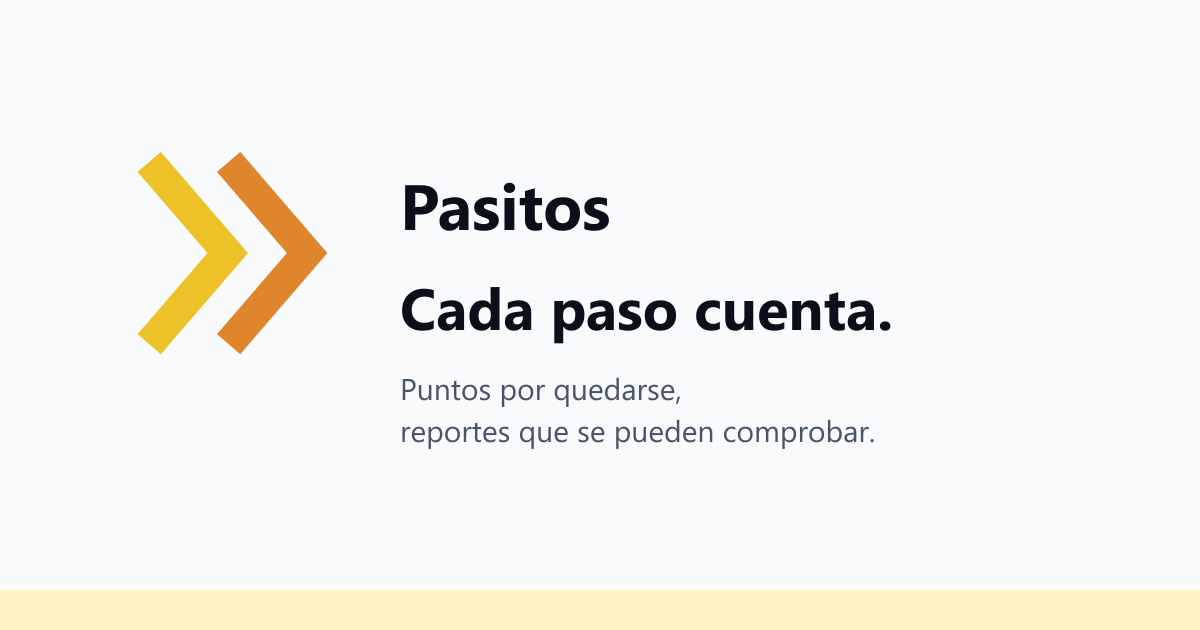 Pasitos
Cada paso cuenta.
Puntos por quedarse,
reportes que se pueden comprobar.